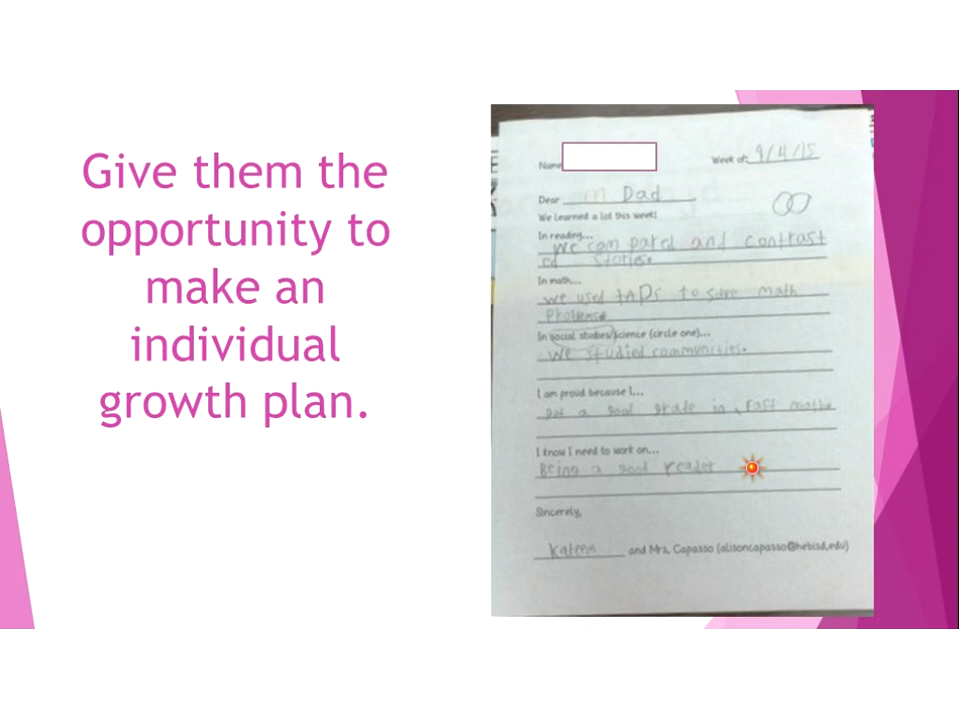 Give them the
opportunity to
make an
individual
growth plan.
Name
Week of: 9/4/15
Dear Dad
We learned a lot this week!
In reading...
we compared and contrast
ed stories.
In math...
we used to solve math
problems
In social studies/science (circle one)...
We studied communities.
I am proud because I...
got a good grade in fast maths
I know I need to work on...
Being a good reader
Sincerely,
Kaleem and Mrs. Capasso (alisoncapasso@hebisd.edu)